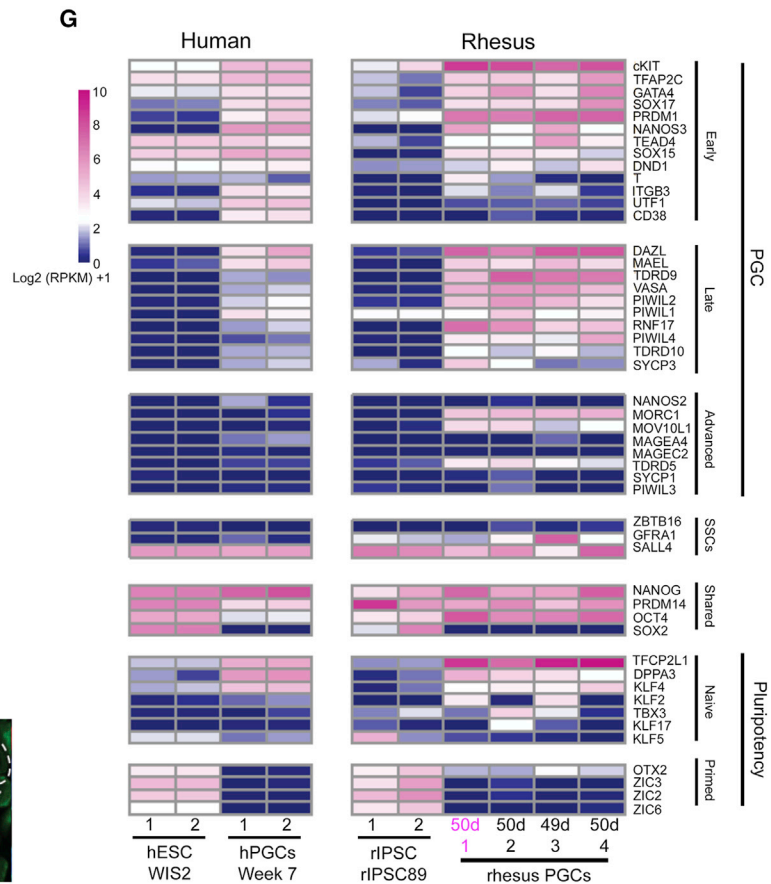 G
Human Rhesus
10
8
6
4
2
0
Log2 (RPKM) +1
cKIT
TFAP2C
GATA4
SOX17
PRDM1
NANOS3
TEAD4
SOX15
DND1
T
ITGB3
UTF1
CD38
Early
DAZL
MAEL
TDRD9
VASA
PIWIL2
PIWIL1
RNF17
PIWIL4
TDRD10
SYCP3
Late
NANOS2
MORC1
MOV10L1
MAGEA4
MAGEC2
TDRD5
SYCP1
PIWIL3
Advanced
PGC
ZBTB16
GFRA1
SALL4
SSCs
NANOG
PRDM14
OCT4
SOX2
Shared
TFCP2L1
DPPA3
KLF4
KLF2
TBX3
KLF17
KLF5
Naive
OTX2
ZIC3
ZIC2
ZIC6
Primed
Pluripotency
1 2 1 2 1 2 50d 50d 49d 50d
1 2 3 4
hESC hPGCs rIPSC rhesus PGCs
WIS2 Week 7 rIPSC89